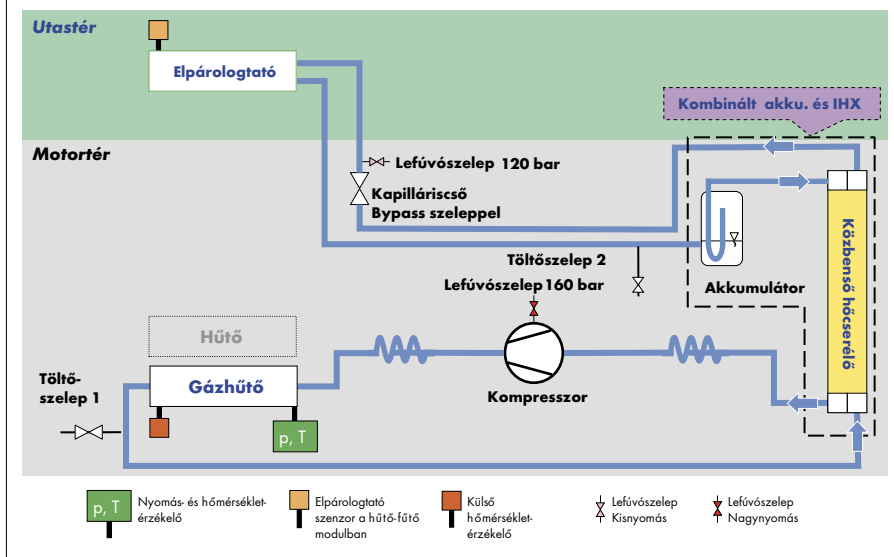 Utastér
Elpárologtató
Kombinált akku. és IHX
Motortér
Lefúvószelep 120 bar
Kapilláriscső
Bypass szeleppel
Közbenső hőcserélő
Töltőszelep 2
Akkumulátor
Lefúvószelep 160 bar
Hűtő
Töltő-
szelep 1
Gázhűtő
Kompresszor
p, T
p, T
Nyomás- és hőmérséklet-
érzékelő
Elpárologtató
szenzor a hűtő-fűtő
modulban
Külső
hőmérséklet-
érzékelő
Lefúvószelep
Kisnyomás
Lefúvószelep
Nagynyomás